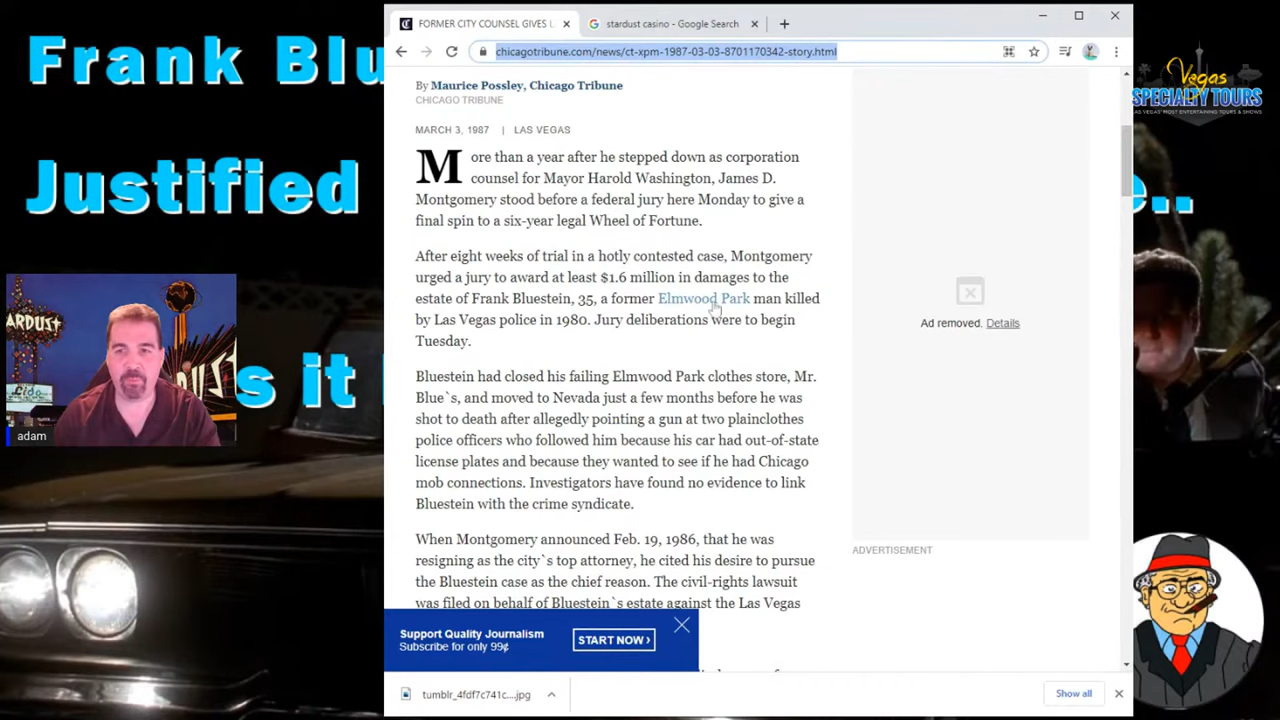 Frank Blu
Justified
e..
s it
FORMER CITY COUNSEL GIVES L
stardust casino - Google Search
chicagotribune.com/news/ct-xpm-1987-03-03-8701170342-story.html
Vegas
SPECIALTY TOURS
LAS VEGAS' MOST ENTERTAINING TOURS & SHOWS
By Maurice Possley, Chicago Tribune
CHICAGO TRIBUNE
MARCH 3, 1987 | LAS VEGAS
More than a year after he stepped down as corporation
counsel for Mayor Harold Washington, James D.
Montgomery stood before a federal jury here Monday to give a
final spin to a six-year legal Wheel of Fortune.
After eight weeks of trial in a hotly contested case, Montgomery
urged a jury to award at least $1.6 million in damages to the
estate of Frank Bluestein, 35, a former Elmwood Park man killed
by Las Vegas police in 1980. Jury deliberations were to begin
Tuesday.
Bluestein had closed his failing Elmwood Park clothes store, Mr.
Blue`s, and moved to Nevada just a few months before he was
shot to death after allegedly pointing a gun at two plainclothes
police officers who followed him because his car had out-of-state
license plates and because they wanted to see if he had Chicago
mob connections. Investigators have found no evidence to link
Bluestein with the crime syndicate.
When Montgomery announced Feb. 19, 1986, that he was
resigning as the city`s top attorney, he cited his desire to pursue
the Bluestein case as the chief reason. The civil-rights lawsuit
was filed on behalf of Bluestein`s estate against the Las Vegas
Ad removed. Details
ADVERTISEMENT
Support Quality Journalism
Subscribe for only 99¢
START NOW ›
tumblr_4fdf7c741c....jpg
Show all
ARDUST
Lido
adam